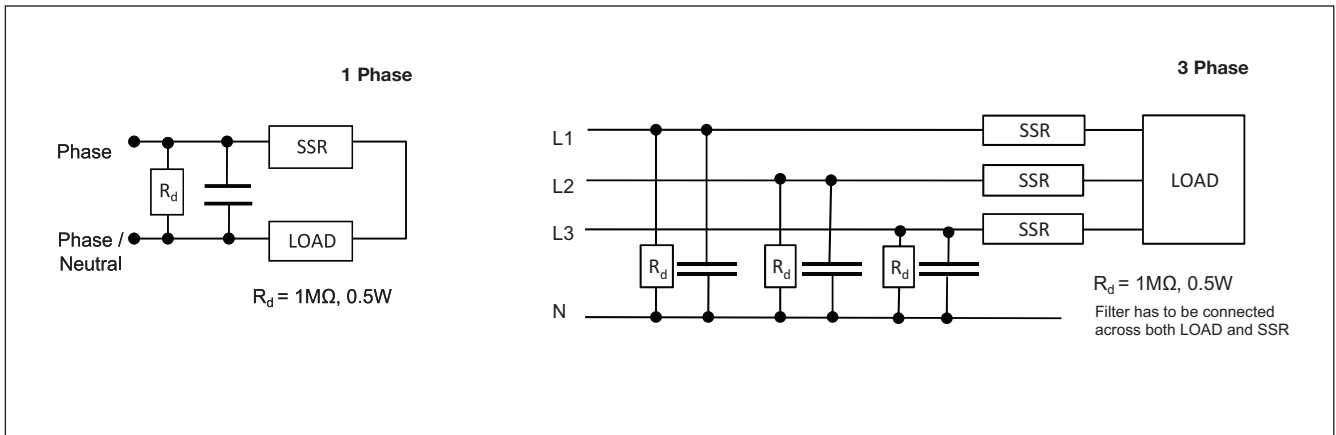 1 Phase
Phase
SSR
R_d
Phase /
Neutral
LOAD
R_d = 1MΩ, 0.5W
3 Phase
L1
SSR
L2
SSR
LOAD
L3
SSR
R_d
R_d
R_d
N
R_d = 1MΩ, 0.5W
Filter has to be connected
across both LOAD and SSR